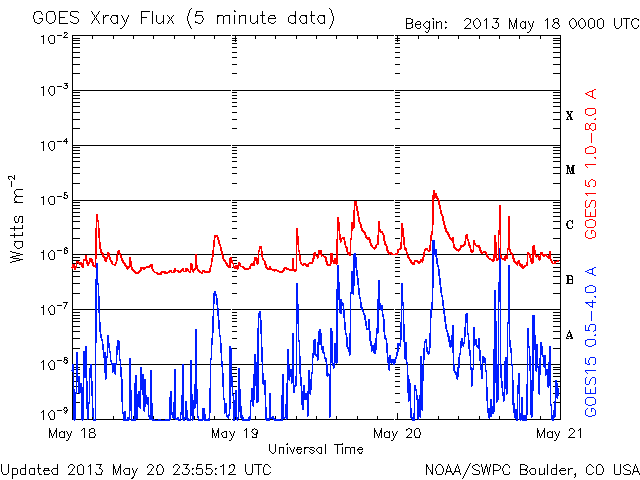 GOES Xray Flux (5 minute data)
Begin: 2013 May 18 0000 UTC
10⁻²
10⁻³
10⁻⁴
10⁻⁵
10⁻⁶
10⁻⁷
10⁻⁸
10⁻⁹
Watts m⁻²
X
M
C
B
A
GOES15 1.0-8.0 A
GOES15 0.5-4.0 A
May 18
May 19
May 20
May 21
Universal Time
Updated 2013 May 20 23:55:12 UTC
NOAA/SWPC Boulder, CO USA